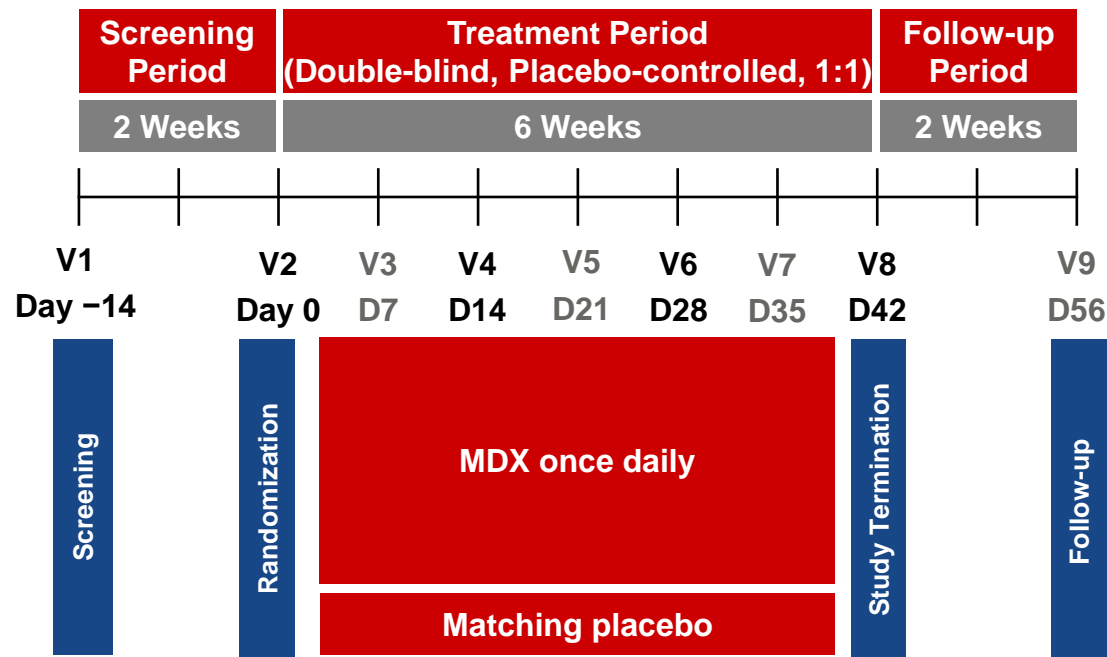 Screening
Period
Treatment Period
(Double-blind, Placebo-controlled, 1:1)
Follow-up
Period
2 Weeks
6 Weeks
2 Weeks
V1
Day −14
V2
Day 0
V3
D7
V4
D14
V5
D21
V6
D28
V7
D35
V8
D42
V9
D56
Screening
Randomization
MDX once daily
Matching placebo
Study Termination
Follow-up